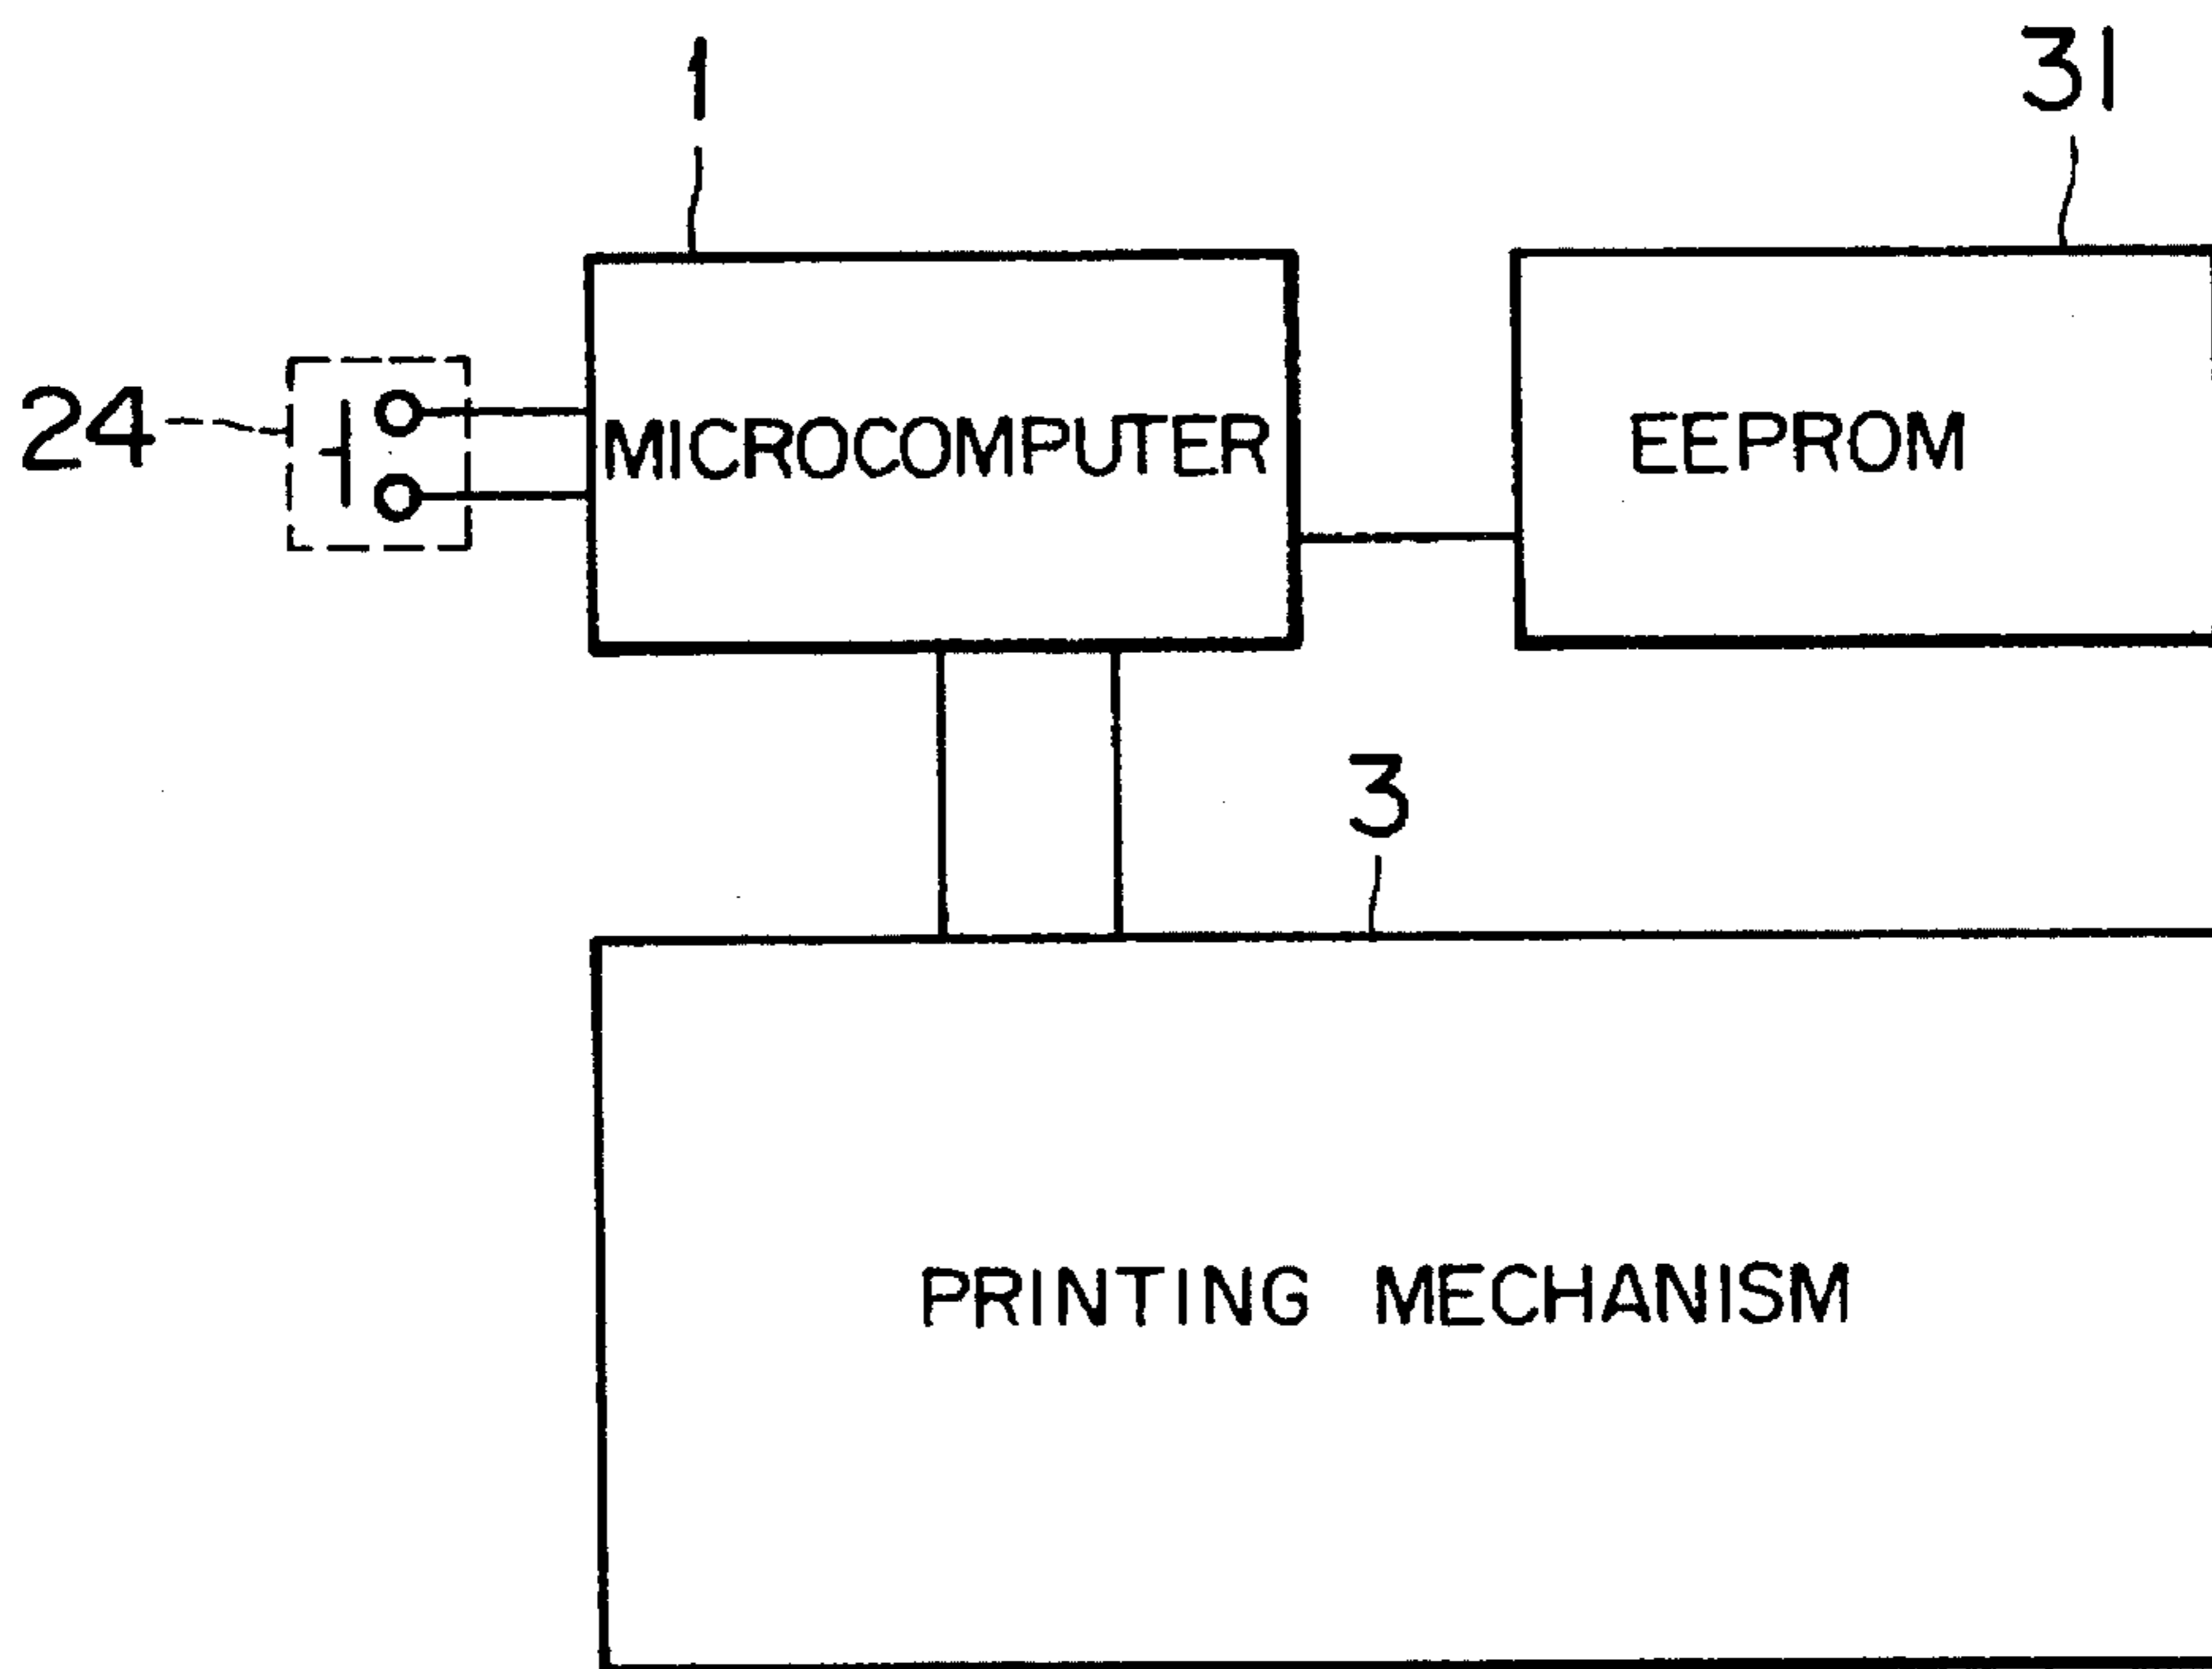 1
31
24
MICROCOMPUTER
EEPROM
3
PRINTING MECHANISM